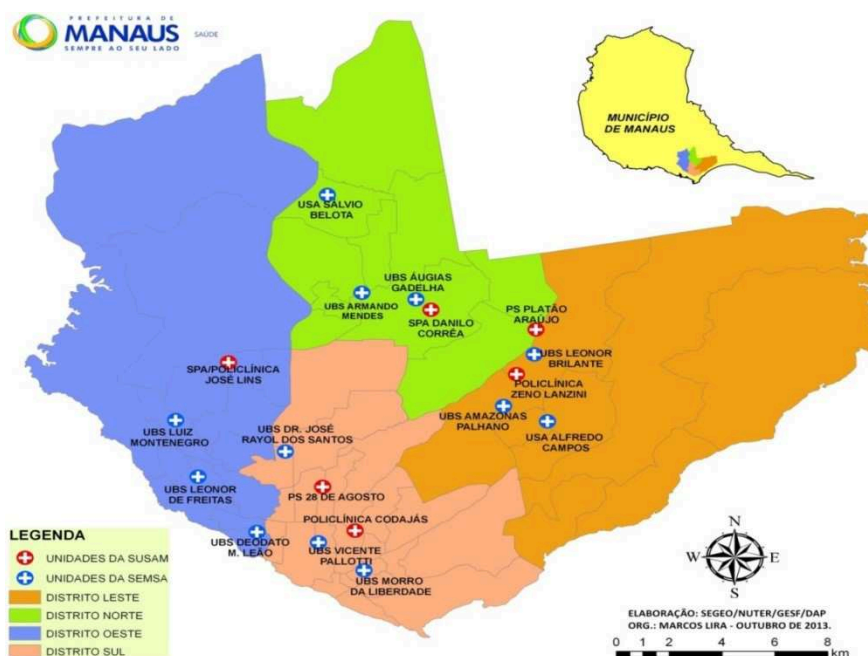 PREFEITURA DE
MANAUS
SEMPRE AO SEU LADO
SAÚDE
MUNICÍPIO
DE MANAUS
USA SÁLVIO
BELOTA
UBS ÁUGIAS
GADELHA
UBS ARMANDO
MENDES
SPA DANILO
CORRÊA
PS PLATÃO
ARAÚJO
UBS LEONOR
BRILANTE
SPA/POLICLÍNICA
JOSÉ LINS
POLICLÍNICA
ZENO LANZINI
UBS AMAZONAS
PALHANO
USA ALFREDO
CAMPOS
UBS LUIZ
MONTENEGRO
UBS DR. JOSÉ
RAYOL DOS SANTOS
UBS LEONOR
DE FREITAS
PS 28 DE AGOSTO
POLICLÍNICA CODAJÁS
UBS DEODATO
M. LEÃO
UBS VICENTE
PALLOTTI
UBS MORRO
DA LIBERDADE
LEGENDA
UNIDADES DA SUSAM
UNIDADES DA SEMSA
DISTRITO LESTE
DISTRITO NORTE
DISTRITO OESTE
DISTRITO SUL
N
W E
S
ELABORAÇÃO: SEGEO/NUTER/GESF/DAP
ORG.: MARCOS LIRA - OUTUBRO DE 2013.
0 1 2 4 6 8
km